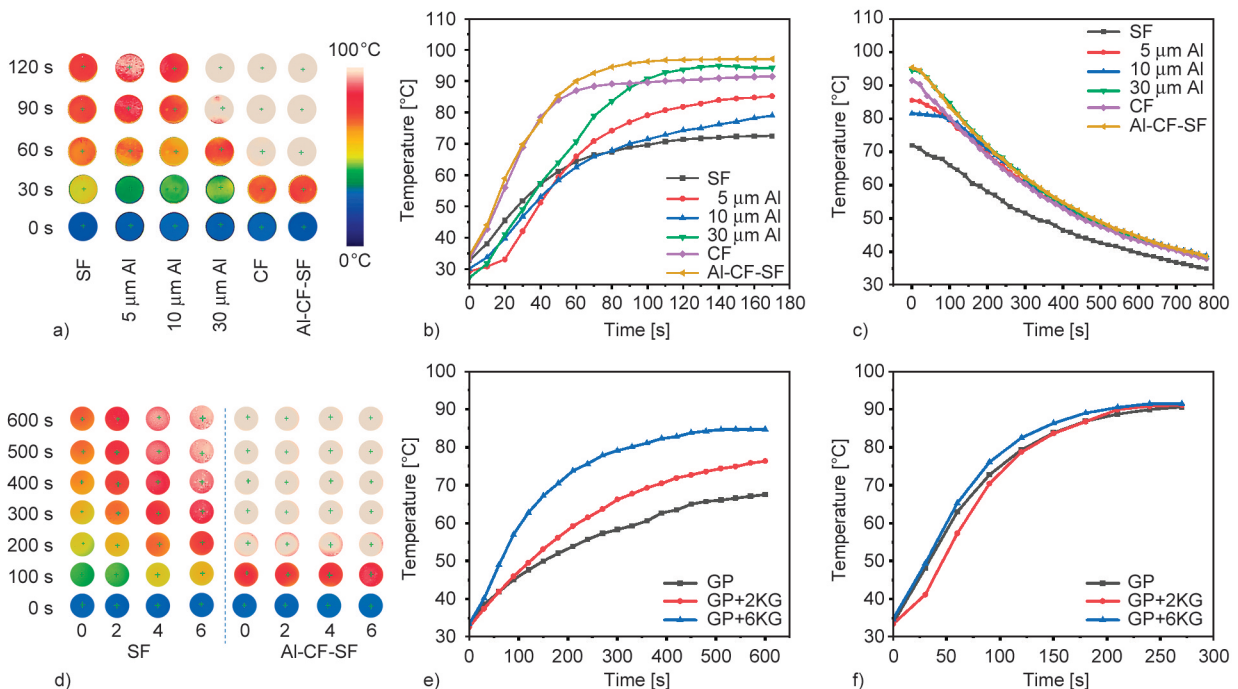 120 s
90 s
60 s
30 s
0 s
100°C
0°C
SF
5 µm Al
10 µm Al
30 µm Al
CF
Al-CF-SF
a)
Temperature [°C]
110
100
90
80
70
60
50
40
30
SF
5 µm Al
10 µm Al
30 µm Al
CF
Al-CF-SF
0 20 40 60 80 100 120 140 160 180
Time [s]
b)
Temperature [°C]
110
100
90
80
70
60
50
40
30
SF
5 µm Al
10 µm Al
30 µm Al
CF
Al-CF-SF
0 100 200 300 400 500 600 700 800
Time [s]
c)
600 s
500 s
400 s
300 s
200 s
100 s
0 s
0 2 4 6 0 2 4 6
SF Al-CF-SF
d)
Temperature [°C]
100
90
80
70
60
50
40
30
GP
GP+2KG
GP+6KG
0 100 200 300 400 500 600
Time [s]
e)
Temperature [°C]
100
90
80
70
60
50
40
30
GP
GP+2KG
GP+6KG
0 50 100 150 200 250 300
Time [s]
f)